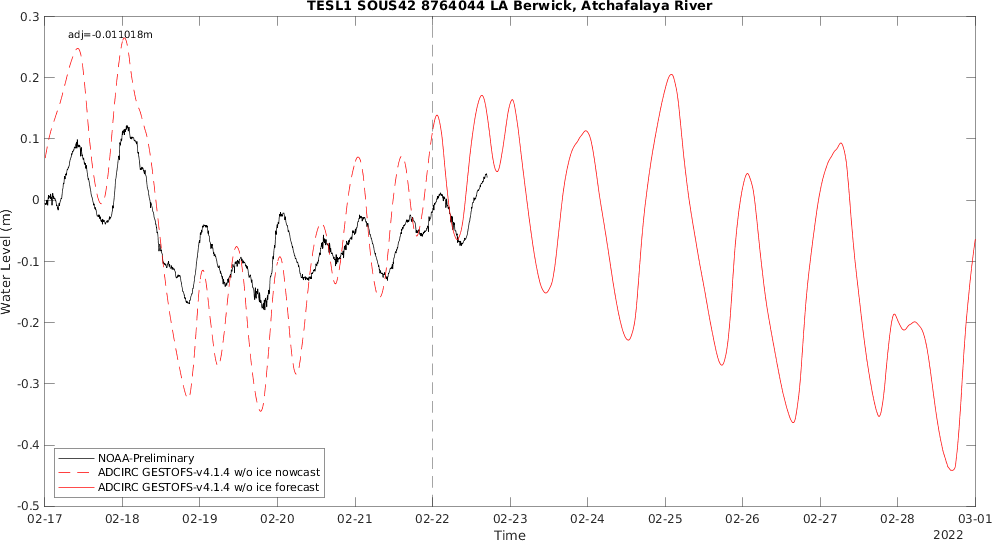 TESL1 SOUS42 8764044 LA Berwick, Atchafalaya River
adj=-0.011018m
0.3
0.2
0.1
0
-0.1
-0.2
-0.3
-0.4
-0.5
Water Level (m)
NOAA-Preliminary
ADCIRC GESTOFS-v4.1.4 w/o ice nowcast
ADCIRC GESTOFS-v4.1.4 w/o ice forecast
02-17 02-18 02-19 02-20 02-21 02-22 02-23 02-24 02-25 02-26 02-27 02-28 03-01
Time
2022